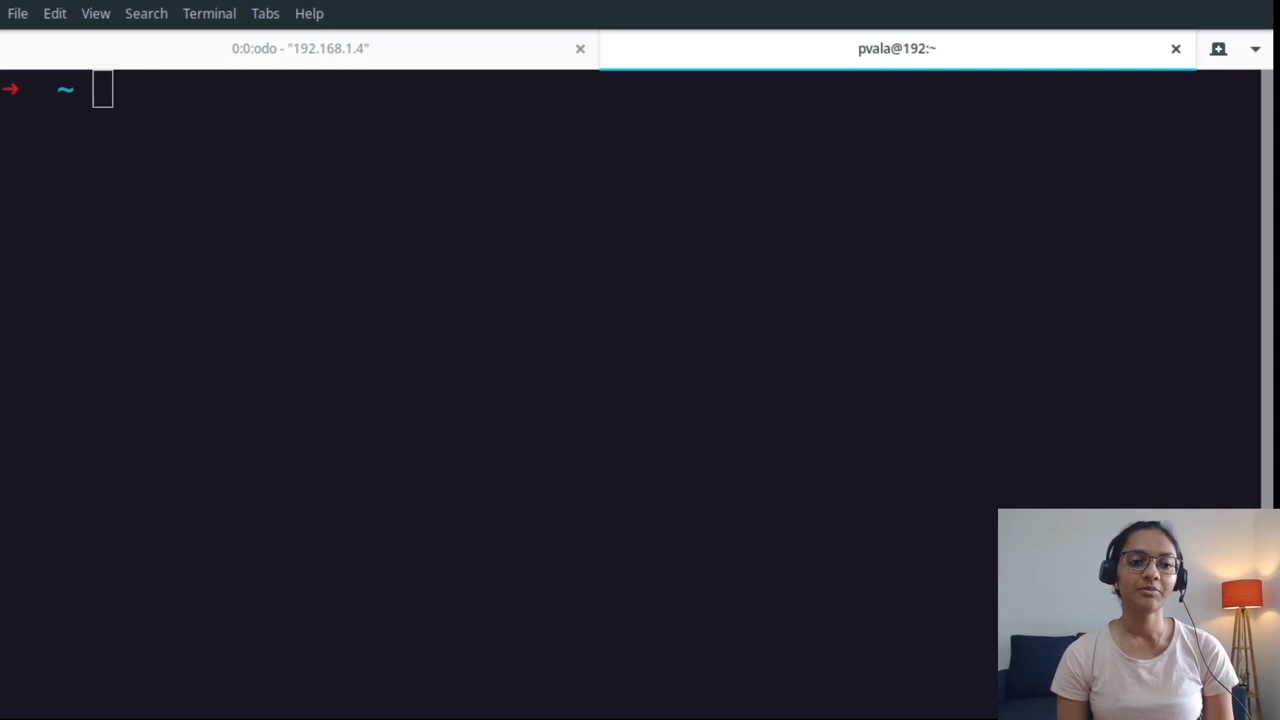 File Edit View Search Terminal Tabs Help
0:0:odo - "192.168.1.4" pvala@192:~
➜ ~